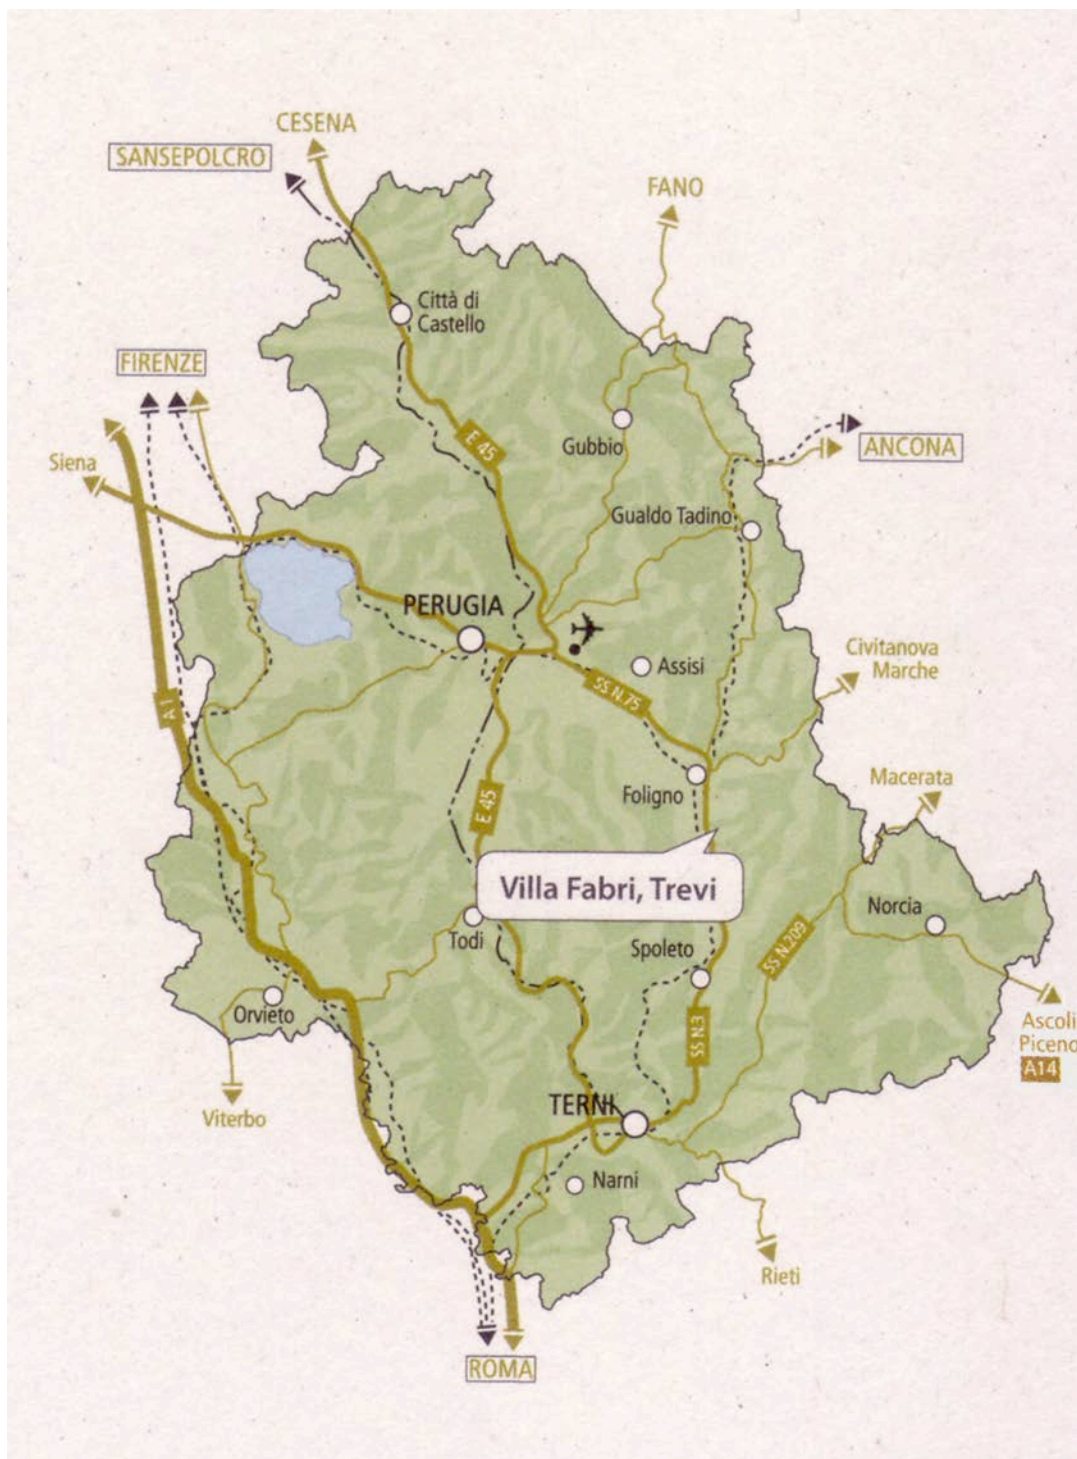 CESENA
SANSEPOLCRO
FANO
Città di
Castello
FIRENZE
E 45
Gubbio
ANCONA
Siena
Gualdo Tadino
PERUGIA
Assisi
Civitanova
Marche
SS N.75
A 1
Foligno
Macerata
E 45
Villa Fabri, Trevi
Norcia
Todi
Spoleto
SS N.209
Orvieto
SS N.3
Ascoli
Piceno
A14
Viterbo
TERNI
Narni
Rieti
ROMA